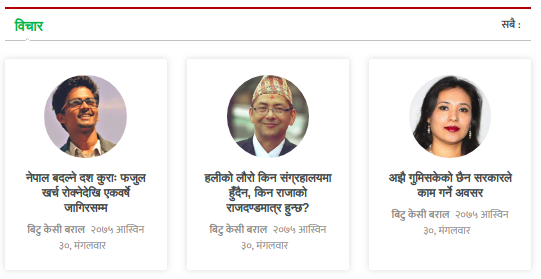 विचार
सबै :
नेपाल बदल्ने दश कुराः फजुल
खर्च रोक्नेदेखि एकवर्षे
जागिरसम्म
बिटु केसी बराल २०७५ आस्विन
३०, मंगलवार
हलीको लौरो किन संग्रहालयमा
हुँदैन, किन राजाको
राजदण्डमात्र हुन्छ?
बिटु केसी बराल २०७५ आस्विन
३०, मंगलवार
अझै गुमिसकेको छैन सरकारले
काम गर्ने अवसर
बिटु केसी बराल २०७५ आस्विन
३०, मंगलवार